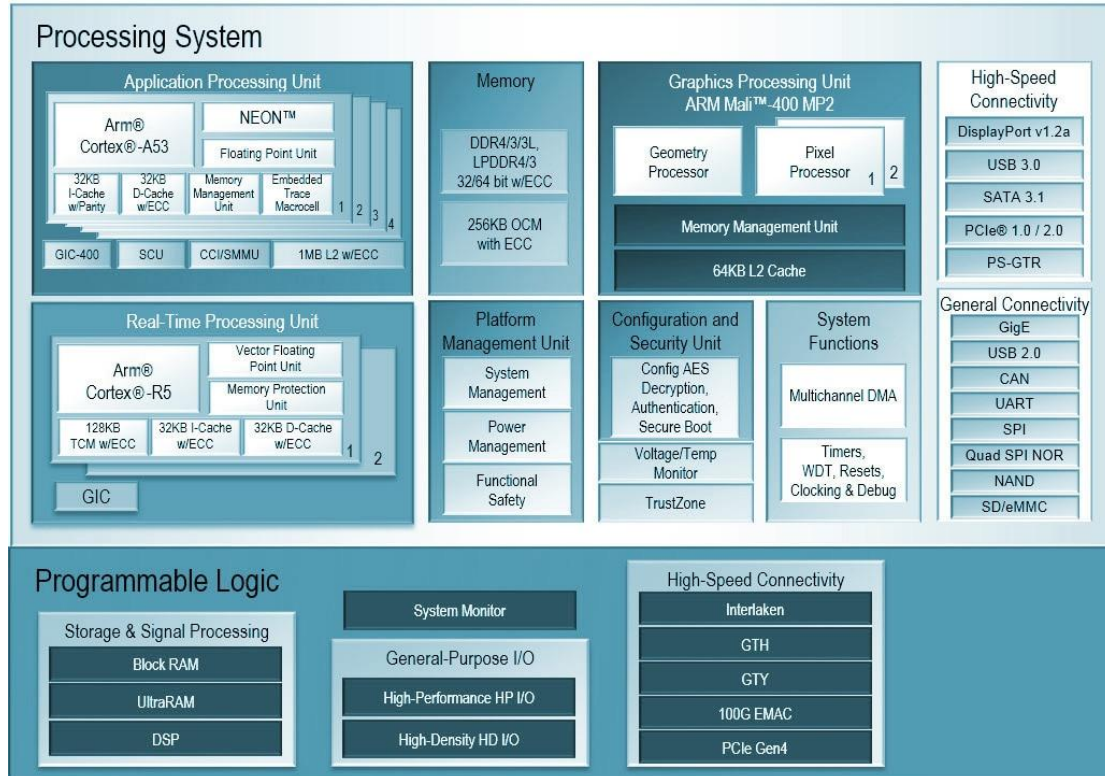 Processing System
Application Processing Unit
Arm®
Cortex®-A53
NEON™
Floating Point Unit
32KB
I-Cache
w/Parity
32KB
D-Cache
w/ECC
Memory
Management
Unit
Embedded
Trace
Macrocell
1
2
3
4
GIC-400
SCU
CCI/SMMU
1MB L2 w/ECC
Memory
DDR4/3/3L,
LPDDR4/3
32/64 bit w/ECC
256KB OCM
with ECC
Graphics Processing Unit
ARM Mali™-400 MP2
Geometry
Processor
Pixel
Processor
1
2
Memory Management Unit
64KB L2 Cache
High-Speed
Connectivity
DisplayPort v1.2a
USB 3.0
SATA 3.1
PCIe® 1.0 / 2.0
PS-GTR
Real-Time Processing Unit
Arm®
Cortex®-R5
Vector Floating
Point Unit
Memory Protection
Unit
128KB
TCM w/ECC
32KB I-Cache
w/ECC
32KB D-Cache
w/ECC
1
2
GIC
Platform
Management Unit
System
Management
Power
Management
Functional
Safety
Configuration and
Security Unit
Config AES
Decryption,
Authentication,
Secure Boot
Voltage/Temp
Monitor
TrustZone
System
Functions
Multichannel DMA
Timers,
WDT, Resets,
Clocking & Debug
General Connectivity
GigE
USB 2.0
CAN
UART
SPI
Quad SPI NOR
NAND
SD/eMMC
Programmable Logic
Storage & Signal Processing
Block RAM
UltraRAM
DSP
System Monitor
General-Purpose I/O
High-Performance HP I/O
High-Density HD I/O
High-Speed Connectivity
Interlaken
GTH
GTY
100G EMAC
PCIe Gen4